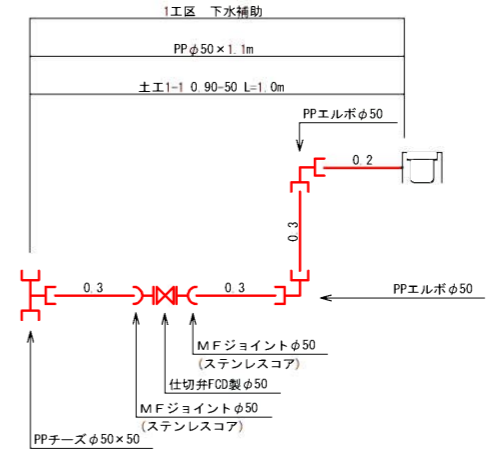 1工区 下水補助
PPφ50×1.1m
土工1-1 0.90-50 L=1.0m
PPエルボφ50
0.2
0.3
0.3
0.3
PPエルボφ50
MFジョイントφ50
(ステンレスコア)
仕切弁FCD製φ50
MFジョイントφ50
(ステンレスコア)
PPチーズφ50×50